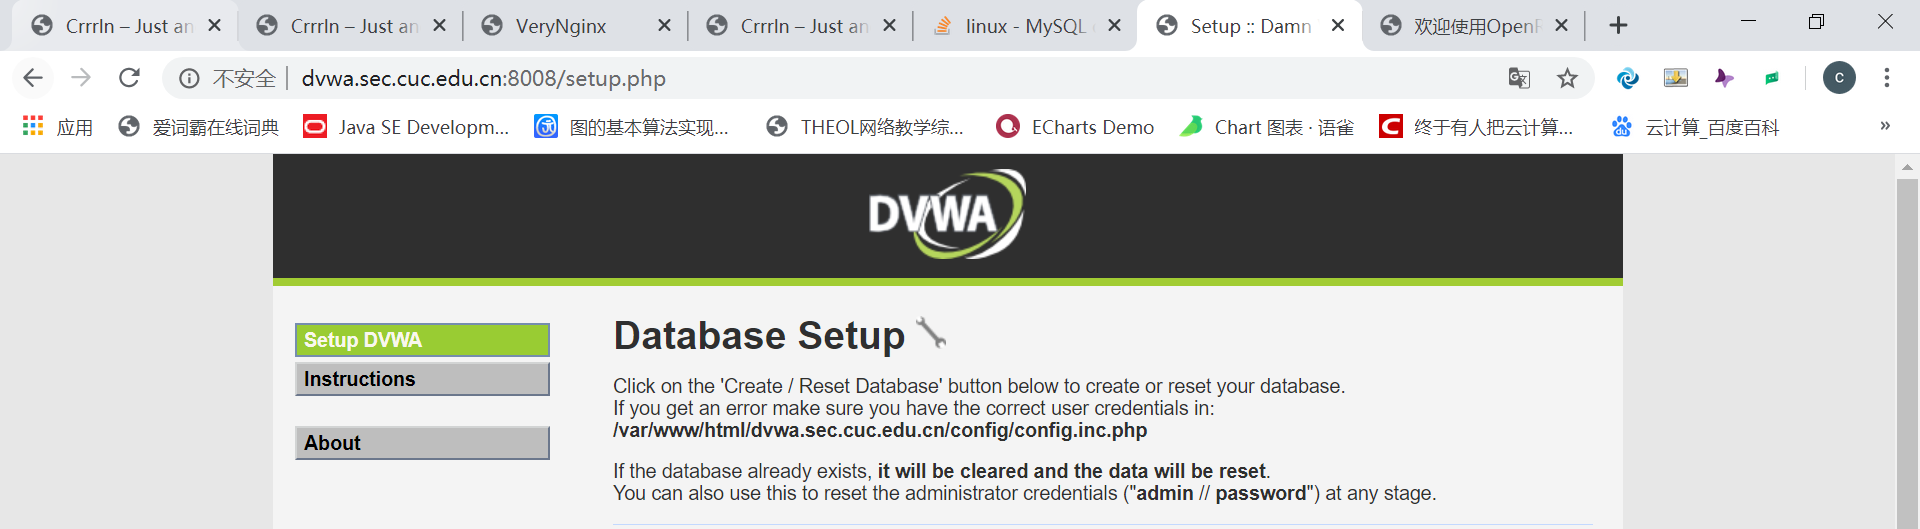 CrrrIn – Just an
CrrrIn – Just an
VeryNginx
CrrrIn – Just an
linux - MySQL
Setup :: Damn
欢迎使用OpenR
不安全 dvwa.sec.cuc.edu.cn:8008/setup.php
c
应用
爱词霸在线词典
Java SE Developm...
图的基本算法实现...
THEOL网络教学综...
ECharts Demo
Chart 图表 · 语雀
终于有人把云计算...
云计算_百度百科
»
DVWA
Setup DVWA
Instructions
About
Database Setup
Click on the 'Create / Reset Database' button below to create or reset your database.
If you get an error make sure you have the correct user credentials in:
/var/www/html/dvwa.sec.cuc.edu.cn/config/config.inc.php
If the database already exists, it will be cleared and the data will be reset.
You can also use this to reset the administrator credentials ("admin // password") at any stage.